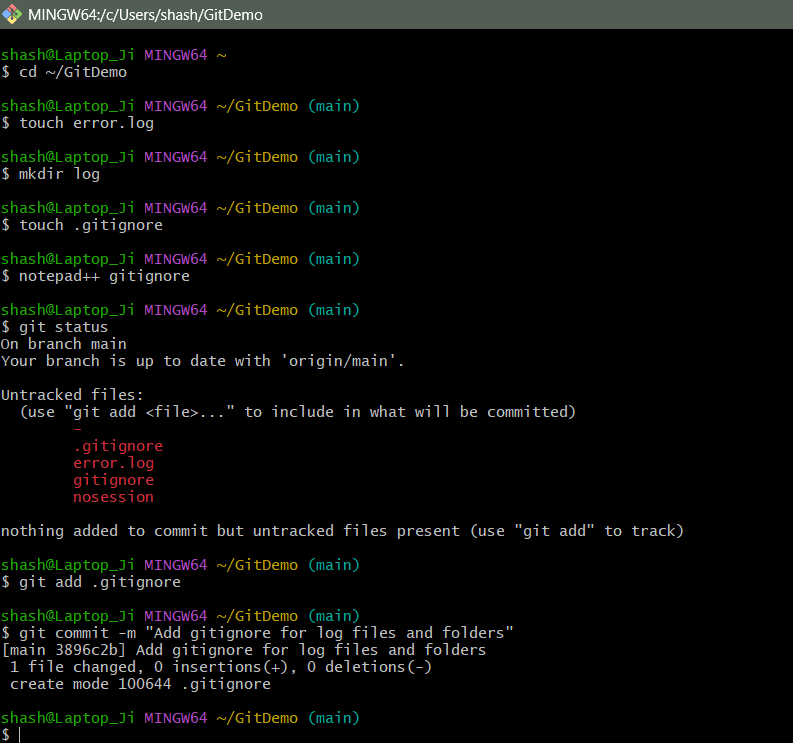 MINGW64:/c/Users/shash/GitDemo
shash@Laptop_Ji MINGW64 ~
$ cd ~/GitDemo
shash@Laptop_Ji MINGW64 ~/GitDemo (main)
$ touch error.log
shash@Laptop_Ji MINGW64 ~/GitDemo (main)
$ mkdir log
shash@Laptop_Ji MINGW64 ~/GitDemo (main)
$ touch .gitignore
shash@Laptop_Ji MINGW64 ~/GitDemo (main)
$ notepad++ gitignore
shash@Laptop_Ji MINGW64 ~/GitDemo (main)
$ git status
On branch main
Your branch is up to date with 'origin/main'.
Untracked files:
  (use "git add <file>..." to include in what will be committed)
        -
        .gitignore
        error.log
        gitignore
        nosession
nothing added to commit but untracked files present (use "git add" to track)
shash@Laptop_Ji MINGW64 ~/GitDemo (main)
$ git add .gitignore
shash@Laptop_Ji MINGW64 ~/GitDemo (main)
$ git commit -m "Add gitignore for log files and folders"
[main 3896c2b] Add gitignore for log files and folders
 1 file changed, 0 insertions(+), 0 deletions(-)
 create mode 100644 .gitignore
shash@Laptop_Ji MINGW64 ~/GitDemo (main)
$